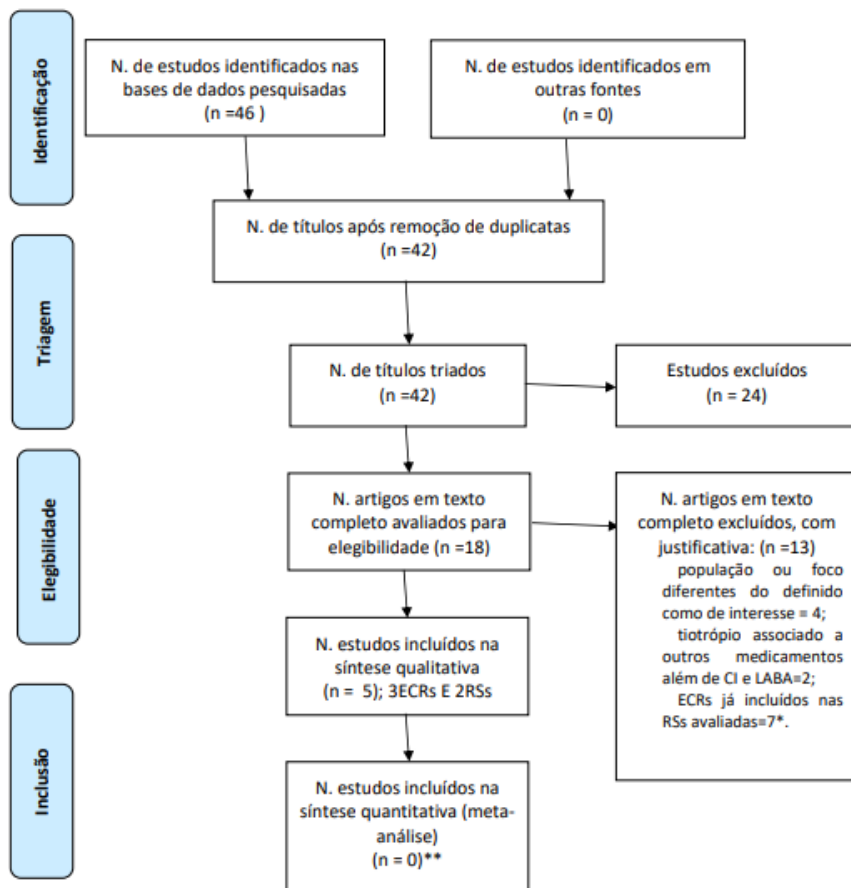 Identificação
N. de estudos identificados nas
bases de dados pesquisadas
(n =46 )
N. de estudos identificados em
outras fontes
(n = 0)
N. de títulos após remoção de duplicatas
(n =42)
Triagem
N. de títulos triados
(n =42)
Estudos excluídos
(n = 24)
Elegibilidade
N. artigos em texto
completo avaliados para
elegibilidade (n =18)
N. artigos em texto
completo excluídos, com
justificativa: (n =13)
população ou foco
diferentes do definido
como de interesse = 4;
tiotrópio associado a
outros medicamentos
além de CI e LABA=2;
ECRs já incluídos nas
RSs avaliadas=7*.
N. estudos incluídos na
síntese qualitativa
(n = 5); 3ECRs E 2RSs
Inclusão
N. estudos incluídos na
síntese quantitativa (meta-
análise)
(n = 0)**